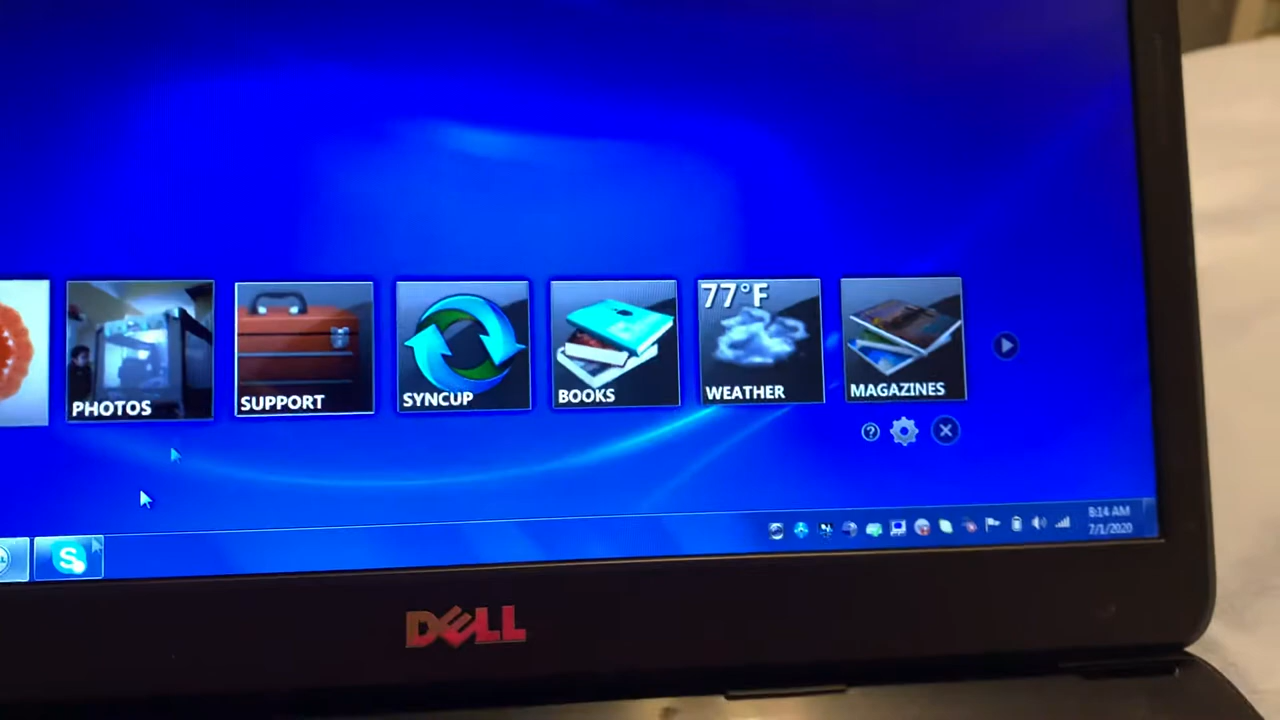 77°F
PHOTOS
SUPPORT
SYNCUP
BOOKS
WEATHER
MAGAZINES
?
8:14 AM
7/1/2020
S
DELL